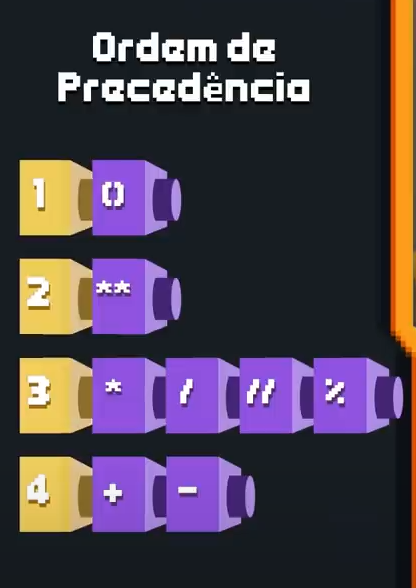 Ordem de
Precedência
1 ()
2 **
3 * / // %
4 + -